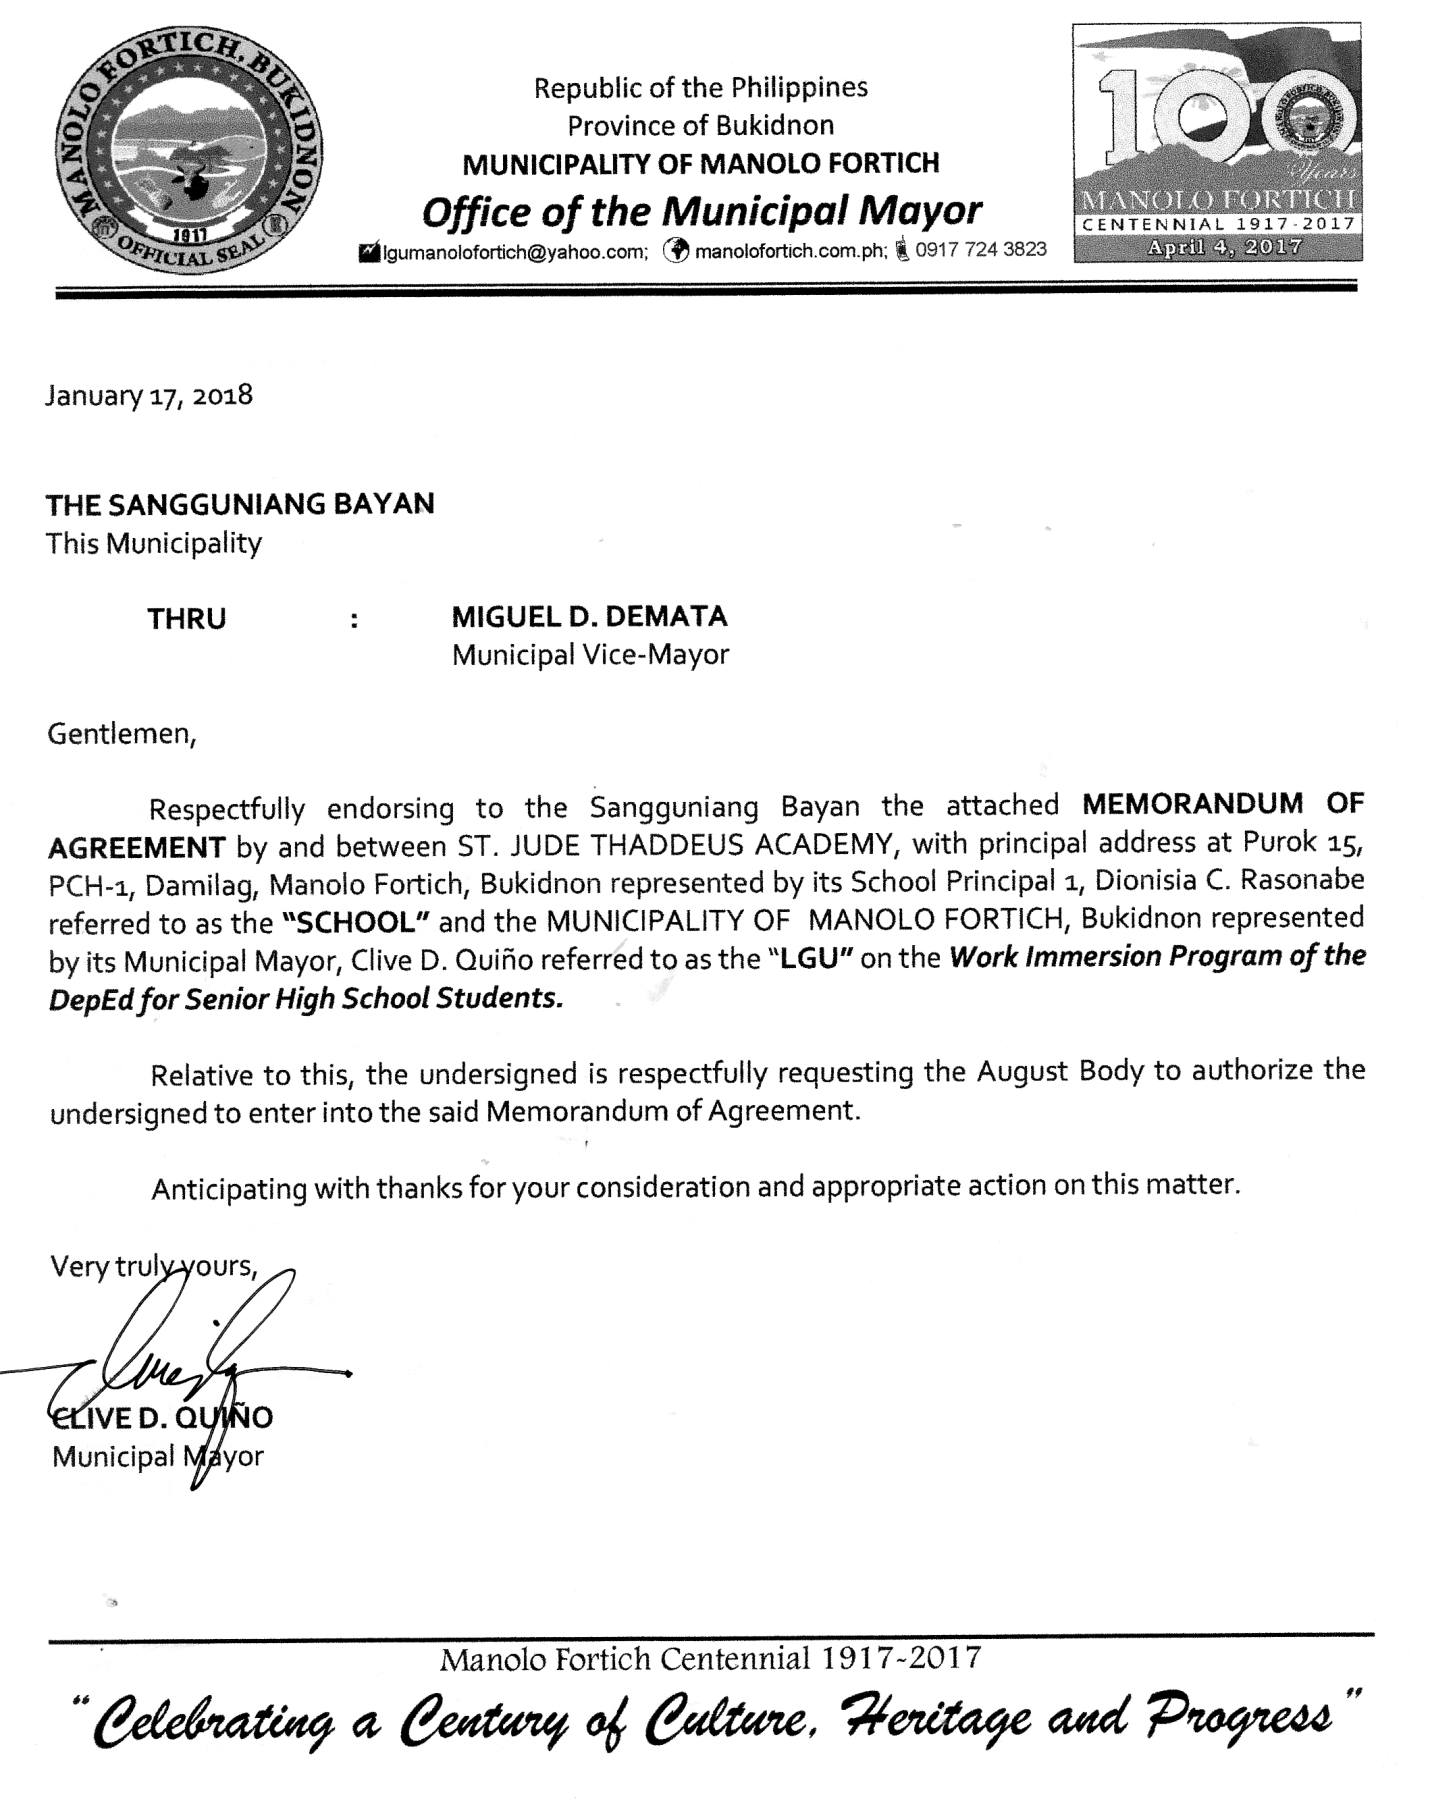 MANOLO FORTICH, BUKIDNON
1917
OFFICIAL SEAL
Republic of the Philippines
Province of Bukidnon
MUNICIPALITY OF MANOLO FORTICH
Office of the Municipal Mayor
lgumanolofortich@yahoo.com; manolofortich.com.ph; 0917 724 3823
100
Years
MANOLO FORTICH
CENTENNIAL 1917-2017
April 4, 2017
January 17, 2018
THE SANGGUNIANG BAYAN
This Municipality
THRU : MIGUEL D. DEMATA
Municipal Vice-Mayor
Gentlemen,
Respectfully endorsing to the Sangguniang Bayan the attached MEMORANDUM OF
AGREEMENT by and between ST. JUDE THADDEUS ACADEMY, with principal address at Purok 15,
PCH-1, Damilag, Manolo Fortich, Bukidnon represented by its School Principal 1, Dionisia C. Rasonabe
referred to as the "SCHOOL" and the MUNICIPALITY OF MANOLO FORTICH, Bukidnon represented
by its Municipal Mayor, Clive D. Quiño referred to as the "LGU" on the Work Immersion Program of the
DepEd for Senior High School Students.
Relative to this, the undersigned is respectfully requesting the August Body to authorize the
undersigned to enter into the said Memorandum of Agreement.
Anticipating with thanks for your consideration and appropriate action on this matter.
Very truly yours,
CLIVE D. QUIÑO
Municipal Mayor
Manolo Fortich Centennial 1917-2017
"Celebrating a Century of Culture, Heritage and Progress"